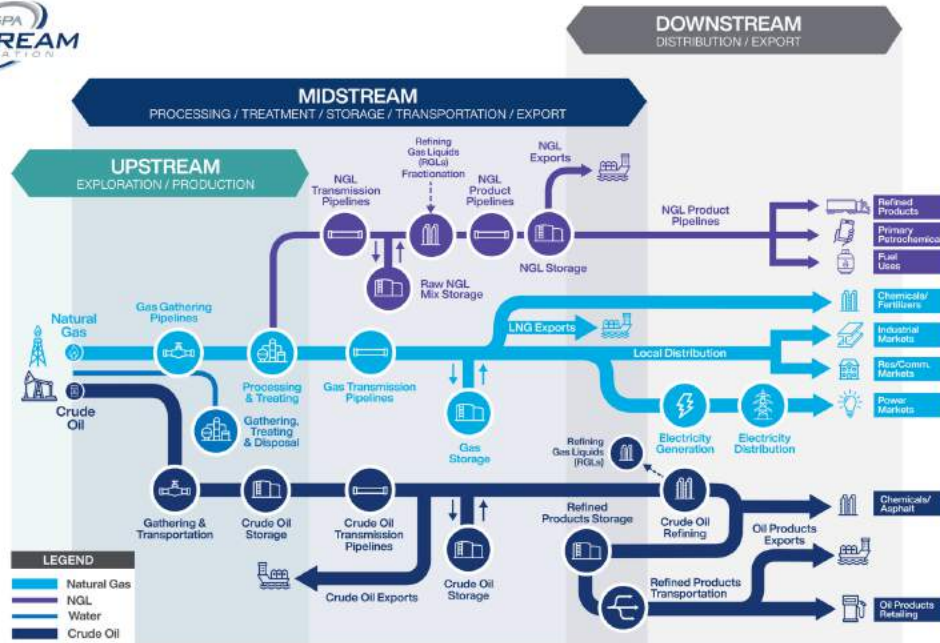 DOWNSTREAM
DISTRIBUTION / EXPORT
MIDSTREAM
PROCESSING / TREATMENT / STORAGE / TRANSPORTATION / EXPORT
UPSTREAM
EXPLORATION / PRODUCTION
NGL
Transmission
Pipelines
Refining
Gas Liquids
(RGLs)
Fractionation
NGL
Product
Pipelines
NGL
Exports
NGL Storage
Raw NGL
Mix Storage
NGL Product
Pipelines
Refined
Products
Primary
Petrochemica
Fuel
Uses
Natural
Gas
Gas Gathering
Pipelines
Processing
& Treating
Gas Transmission
Pipelines
LNG Exports
Local Distribution
Chemicals/
Fertilizers
Industrial
Markets
Res/Comm.
Markets
Power
Markets
Gas
Storage
Electricity
Generation
Electricity
Distribution
Crude
Oil
Gathering,
Treating
& Disposal
Gathering &
Transportation
Crude Oil
Storage
Crude Oil
Transmission
Pipelines
Crude Oil Exports
Crude Oil
Storage
Refining
Gas Liquids
(RGLs)
Refined
Products Storage
Crude Oil
Refining
Oil Products
Exports
Refined Products
Transportation
Chemicals/
Asphalt
Oil Products
Retailing
LEGEND
Natural Gas
NGL
Water
Crude Oil